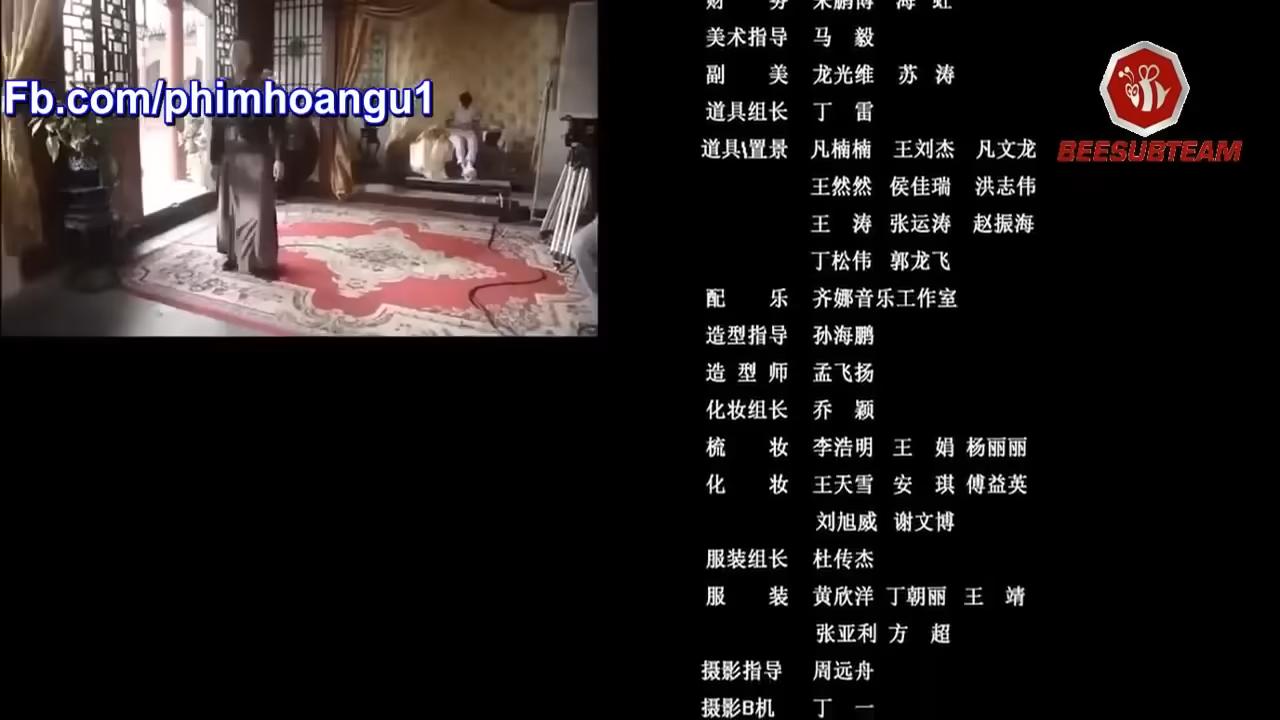 Fb.com/phimhoangu1
BEESUBTEAM
美术指导 马 毅
副 美 龙光维 苏 涛
道具组长 丁 雷
道具\置景 凡楠楠 王刘杰 凡文龙
王然然 侯佳瑞 洪志伟
王 涛 张运涛 赵振海
丁松伟 郭龙飞
配 乐 齐娜音乐工作室
造型指导 孙海鹏
造 型 师 孟飞扬
化妆组长 乔 颖
梳 妆 李浩明 王 娟 杨丽丽
化 妆 王天雪 安 琪 傅益英
刘旭威 谢文博
服装组长 杜传杰
服 装 黄欣洋 丁朝丽 王 靖
张亚利 方 超
摄影指导 周远舟
摄影B机 丁 一